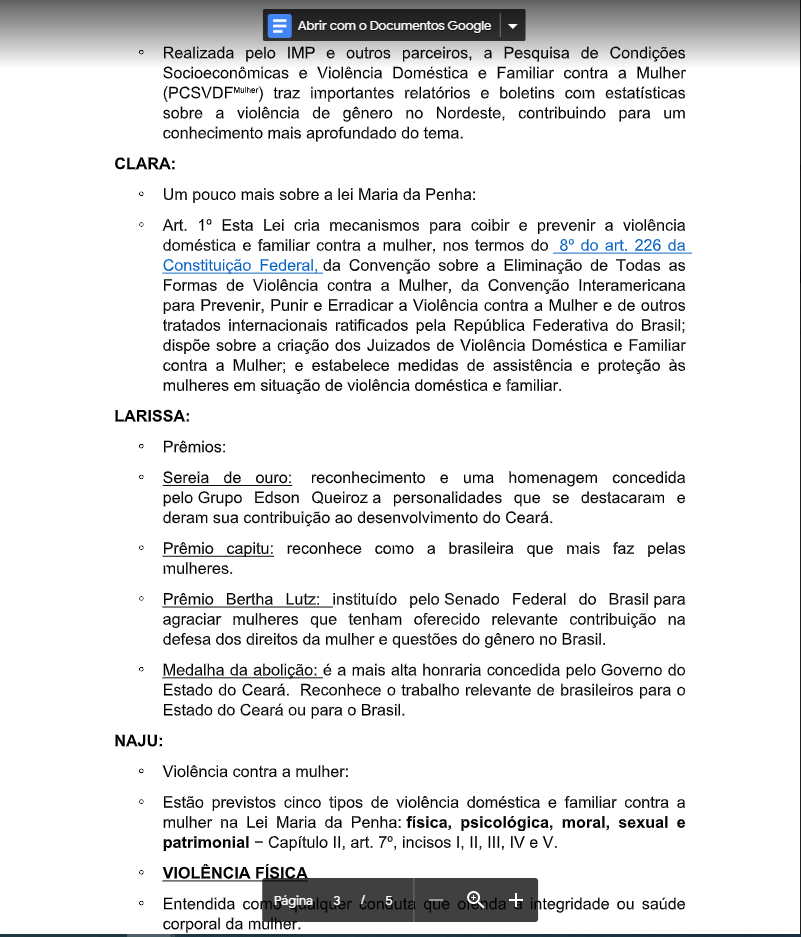 Abrir com o Documentos Google
Realizada pelo IMP e outros parceiros, a Pesquisa de Condições
Socioeconômicas e Violência Doméstica e Familiar contra a Mulher
(PCSVDFMulher) traz importantes relatórios e boletins com estatísticas
sobre a violência de gênero no Nordeste, contribuindo para um
conhecimento mais aprofundado do tema.
CLARA:
Um pouco mais sobre a lei Maria da Penha:
Art. 1º Esta Lei cria mecanismos para coibir e prevenir a violência
doméstica e familiar contra a mulher, nos termos do 8º do art. 226 da
Constituição Federal, da Convenção sobre a Eliminação de Todas as
Formas de Violência contra a Mulher, da Convenção Interamericana
para Prevenir, Punir e Erradicar a Violência contra a Mulher e de outros
tratados internacionais ratificados pela República Federativa do Brasil;
dispõe sobre a criação dos Juizados de Violência Doméstica e Familiar
contra a Mulher; e estabelece medidas de assistência e proteção às
mulheres em situação de violência doméstica e familiar.
LARISSA:
Prêmios:
Sereia de ouro: reconhecimento e uma homenagem concedida
pelo Grupo Edson Queiroz a personalidades que se destacaram e
deram sua contribuição ao desenvolvimento do Ceará.
Prêmio capitu: reconhece como a brasileira que mais faz pelas
mulheres.
Prêmio Bertha Lutz: instituído pelo Senado Federal do Brasil para
agraciar mulheres que tenham oferecido relevante contribuição na
defesa dos direitos da mulher e questões do gênero no Brasil.
Medalha da abolição: é a mais alta honraria concedida pelo Governo do
Estado do Ceará. Reconhece o trabalho relevante de brasileiros para o
Estado do Ceará ou para o Brasil.
NAJU:
Violência contra a mulher:
Estão previstos cinco tipos de violência doméstica e familiar contra a
mulher na Lei Maria da Penha: física, psicológica, moral, sexual e
patrimonial − Capítulo II, art. 7º, incisos I, II, III, IV e V.
VIOLÊNCIA FÍSICA
Página 3 / 5
Entendida como qualquer conduta que ofenda a integridade ou saúde
corporal da mulher.